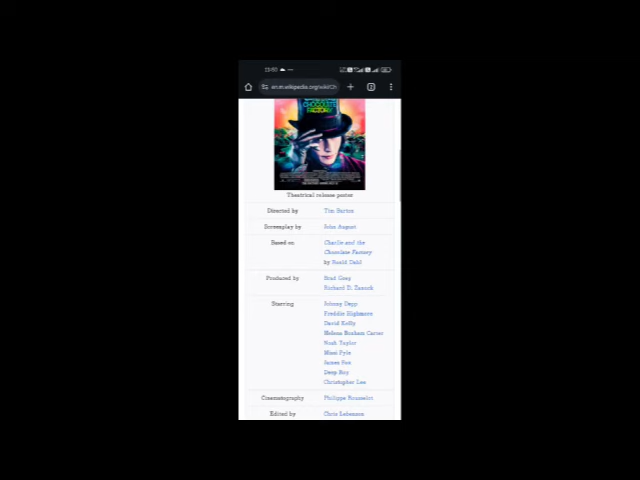 en.m.wikipedia.org/wiki/Ch
CHOCOLATE
FACTORY
Theatrical release poster
Directed by Tim Burton
Screenplay by John August
Based on Charlie and the
Chocolate Factory
by Roald Dahl
Produced by Brad Grey
Richard D. Zanuck
Starring Johnny Depp
Freddie Highmore
David Kelly
Helena Bonham Carter
Noah Taylor
Missi Pyle
James Fox
Deep Roy
Christopher Lee
Cinematography Philippe Rousselot
Edited by Chris Lebenzon